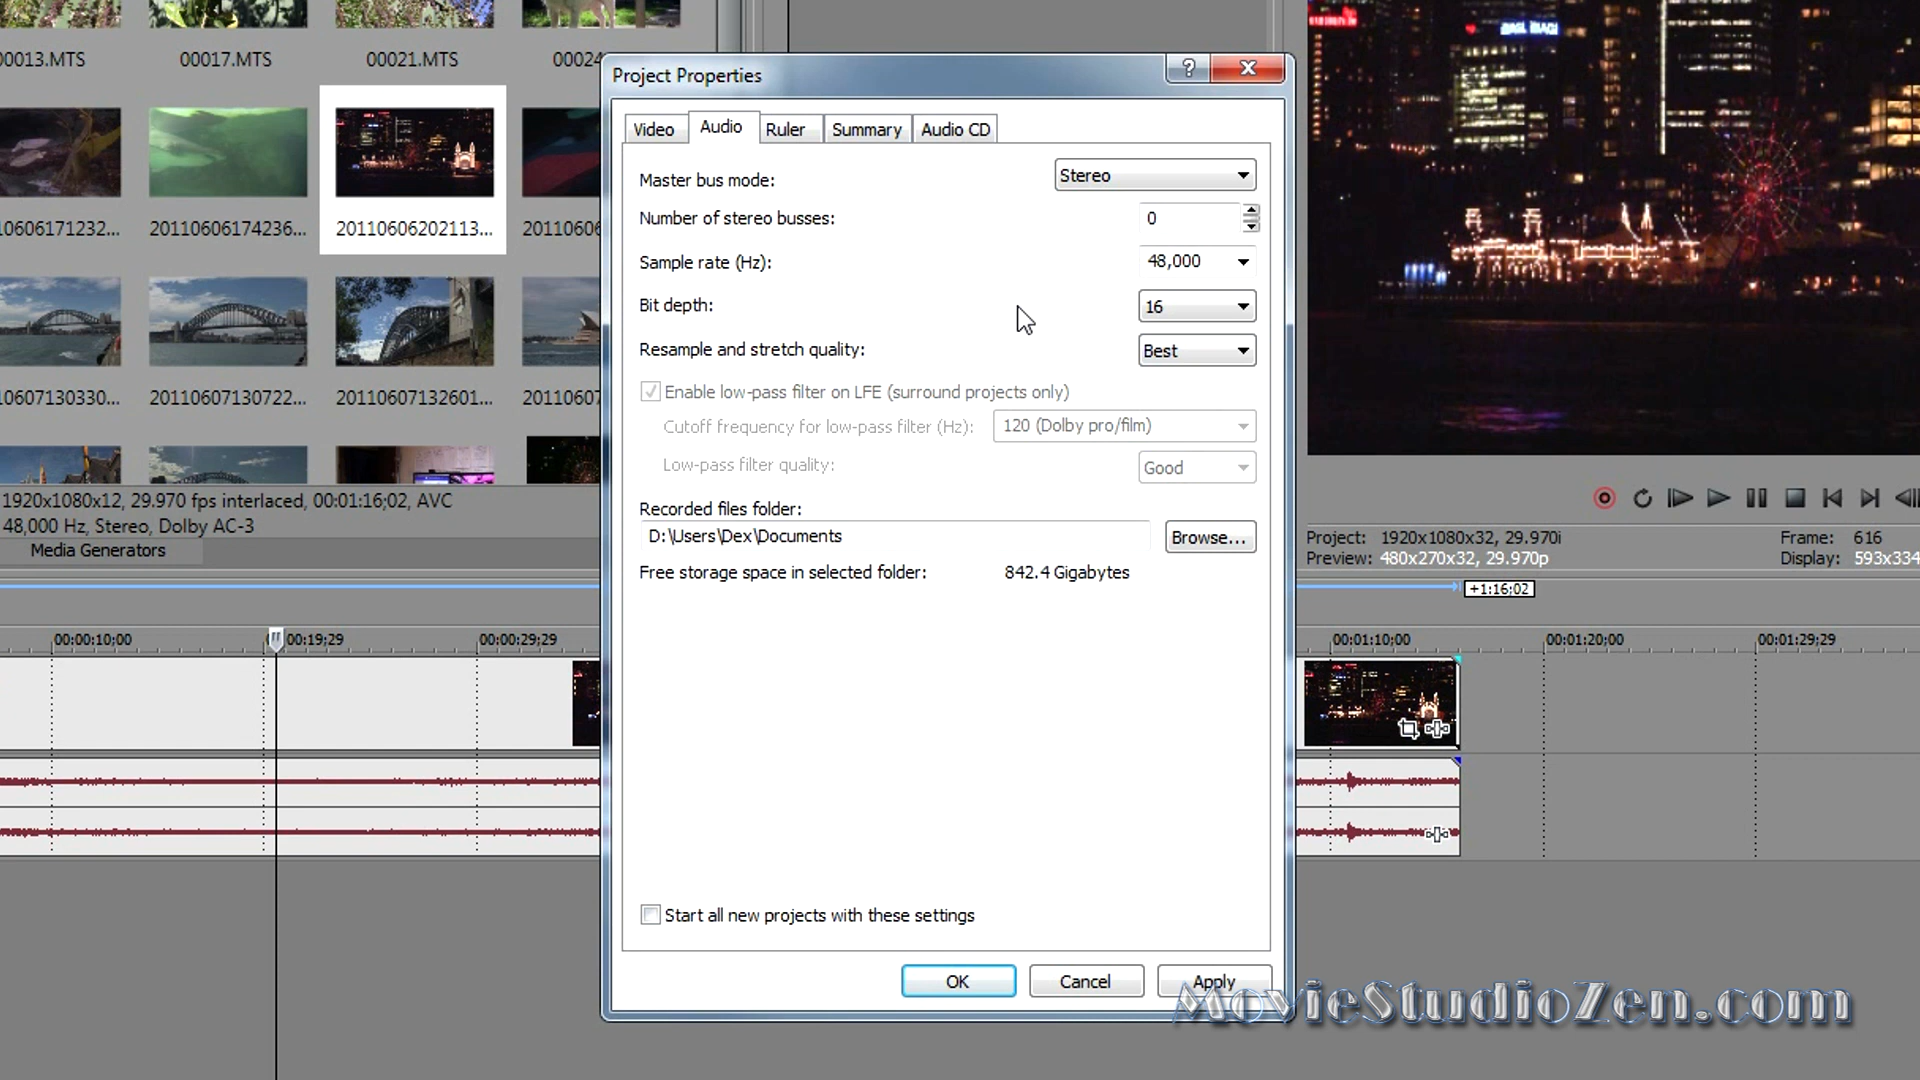 00013.MTS
00017.MTS
00021.MTS
00024
0606171232...
20110606174236...
20110606202113...
2011060
0607130330...
20110607130722...
20110607132601...
201106
1920x1080x12, 29.970 fps interlaced, 00:01:16;02, AVC
48,000 Hz, Stereo, Dolby AC-3
Media Generators
Project Properties
?
Video
Audio
Ruler
Summary
Audio CD
Master bus mode:
Stereo
Number of stereo busses:
0
Sample rate (Hz):
48,000
Bit depth:
16
Resample and stretch quality:
Best
Enable low-pass filter on LFE (surround projects only)
Cutoff frequency for low-pass filter (Hz):
120 (Dolby pro/film)
Low-pass filter quality:
Good
Recorded files folder:
D:\Users\Dex\Documents
Browse...
Free storage space in selected folder:
842.4 Gigabytes
Start all new projects with these settings
OK
Cancel
Apply
Project: 1920x1080x32, 29.970i
Frame: 616
Preview: 480x270x32, 29.970p
Display: 593x334
+1:16;02
00:00:10;00
00:00:19;29
00:00:29;29
00:01:10;00
00:01:20;00
00:01:29;29
MovieStudioZen.com